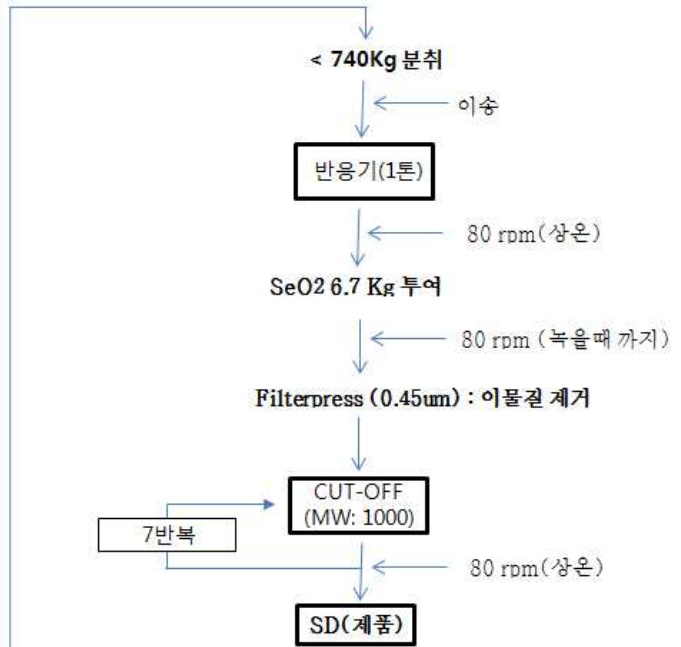 < 740Kg 분취
이송
반응기(1톤)
80 rpm(상온)
SeO2 6.7 Kg 투여
80 rpm (녹을때 까지)
Filterpress (0.45um) : 이물질 제거
CUT-OFF
(MW: 1000)
7반복
80 rpm(상온)
SD(제품)